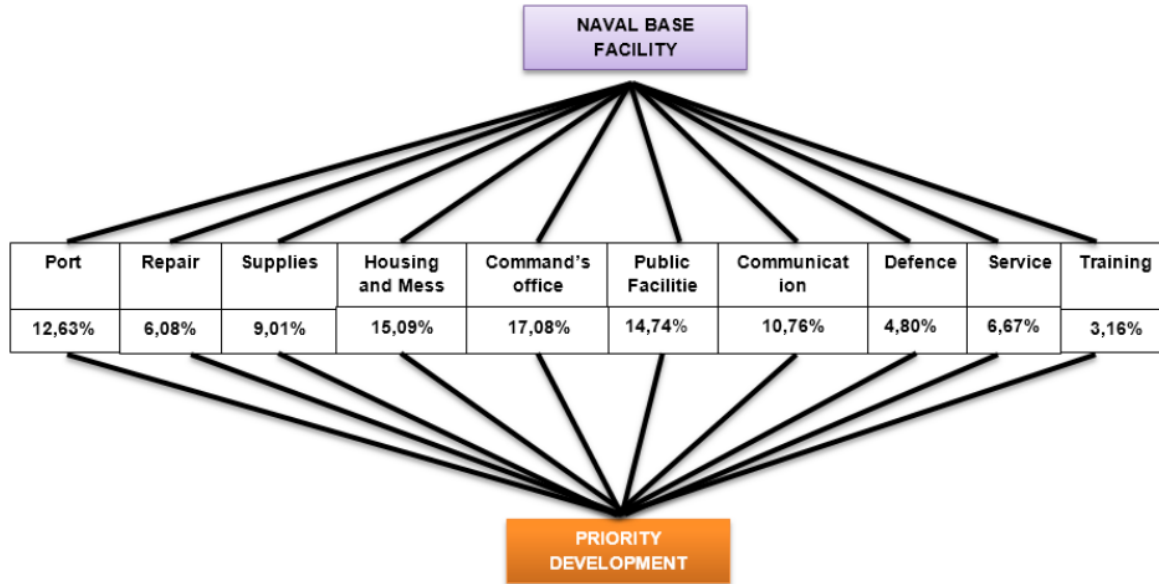 NAVAL BASE
FACILITY
Port
Repair
Supplies
Housing
and Mess
Command's
office
Public
Facilitie
Communicat
ion
Defence
Service
Training
12,63%
6,08%
9,01%
15,09%
17,08%
14,74%
10,76%
4,80%
6,67%
3,16%
PRIORITY
DEVELOPMENT